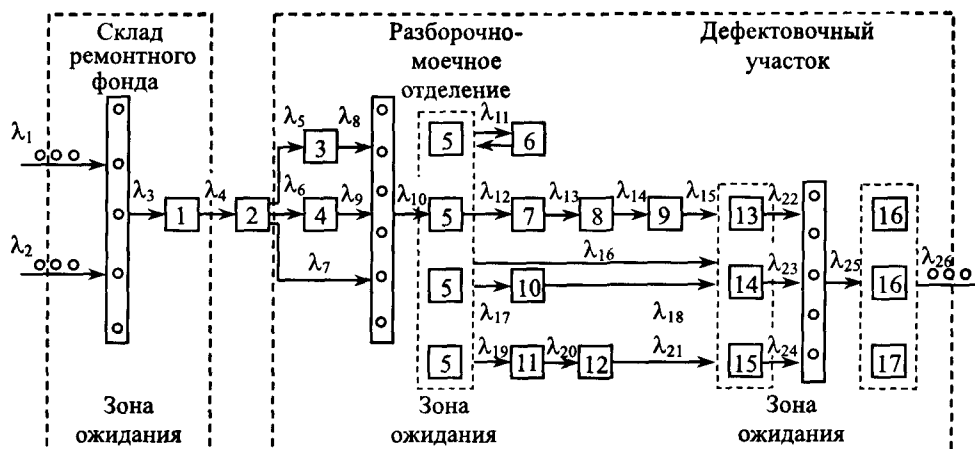 Склад
ремонтного
фонда
Разборочно-
моечное
отделение
Дефектовочный
участок
λ1
λ2
λ3
1
λ4
2
λ5
3
λ8
λ6
4
λ9
λ7
λ10
5
λ11
6
5
λ12
7
λ13
8
λ14
9
λ15
13
λ22
λ16
5
λ17
10
λ18
14
λ23
5
λ19
11
λ20
12
λ21
15
λ24
λ25
16
16
17
λ26
Зона
ожидания
Зона
ожидания
Зона
ожидания